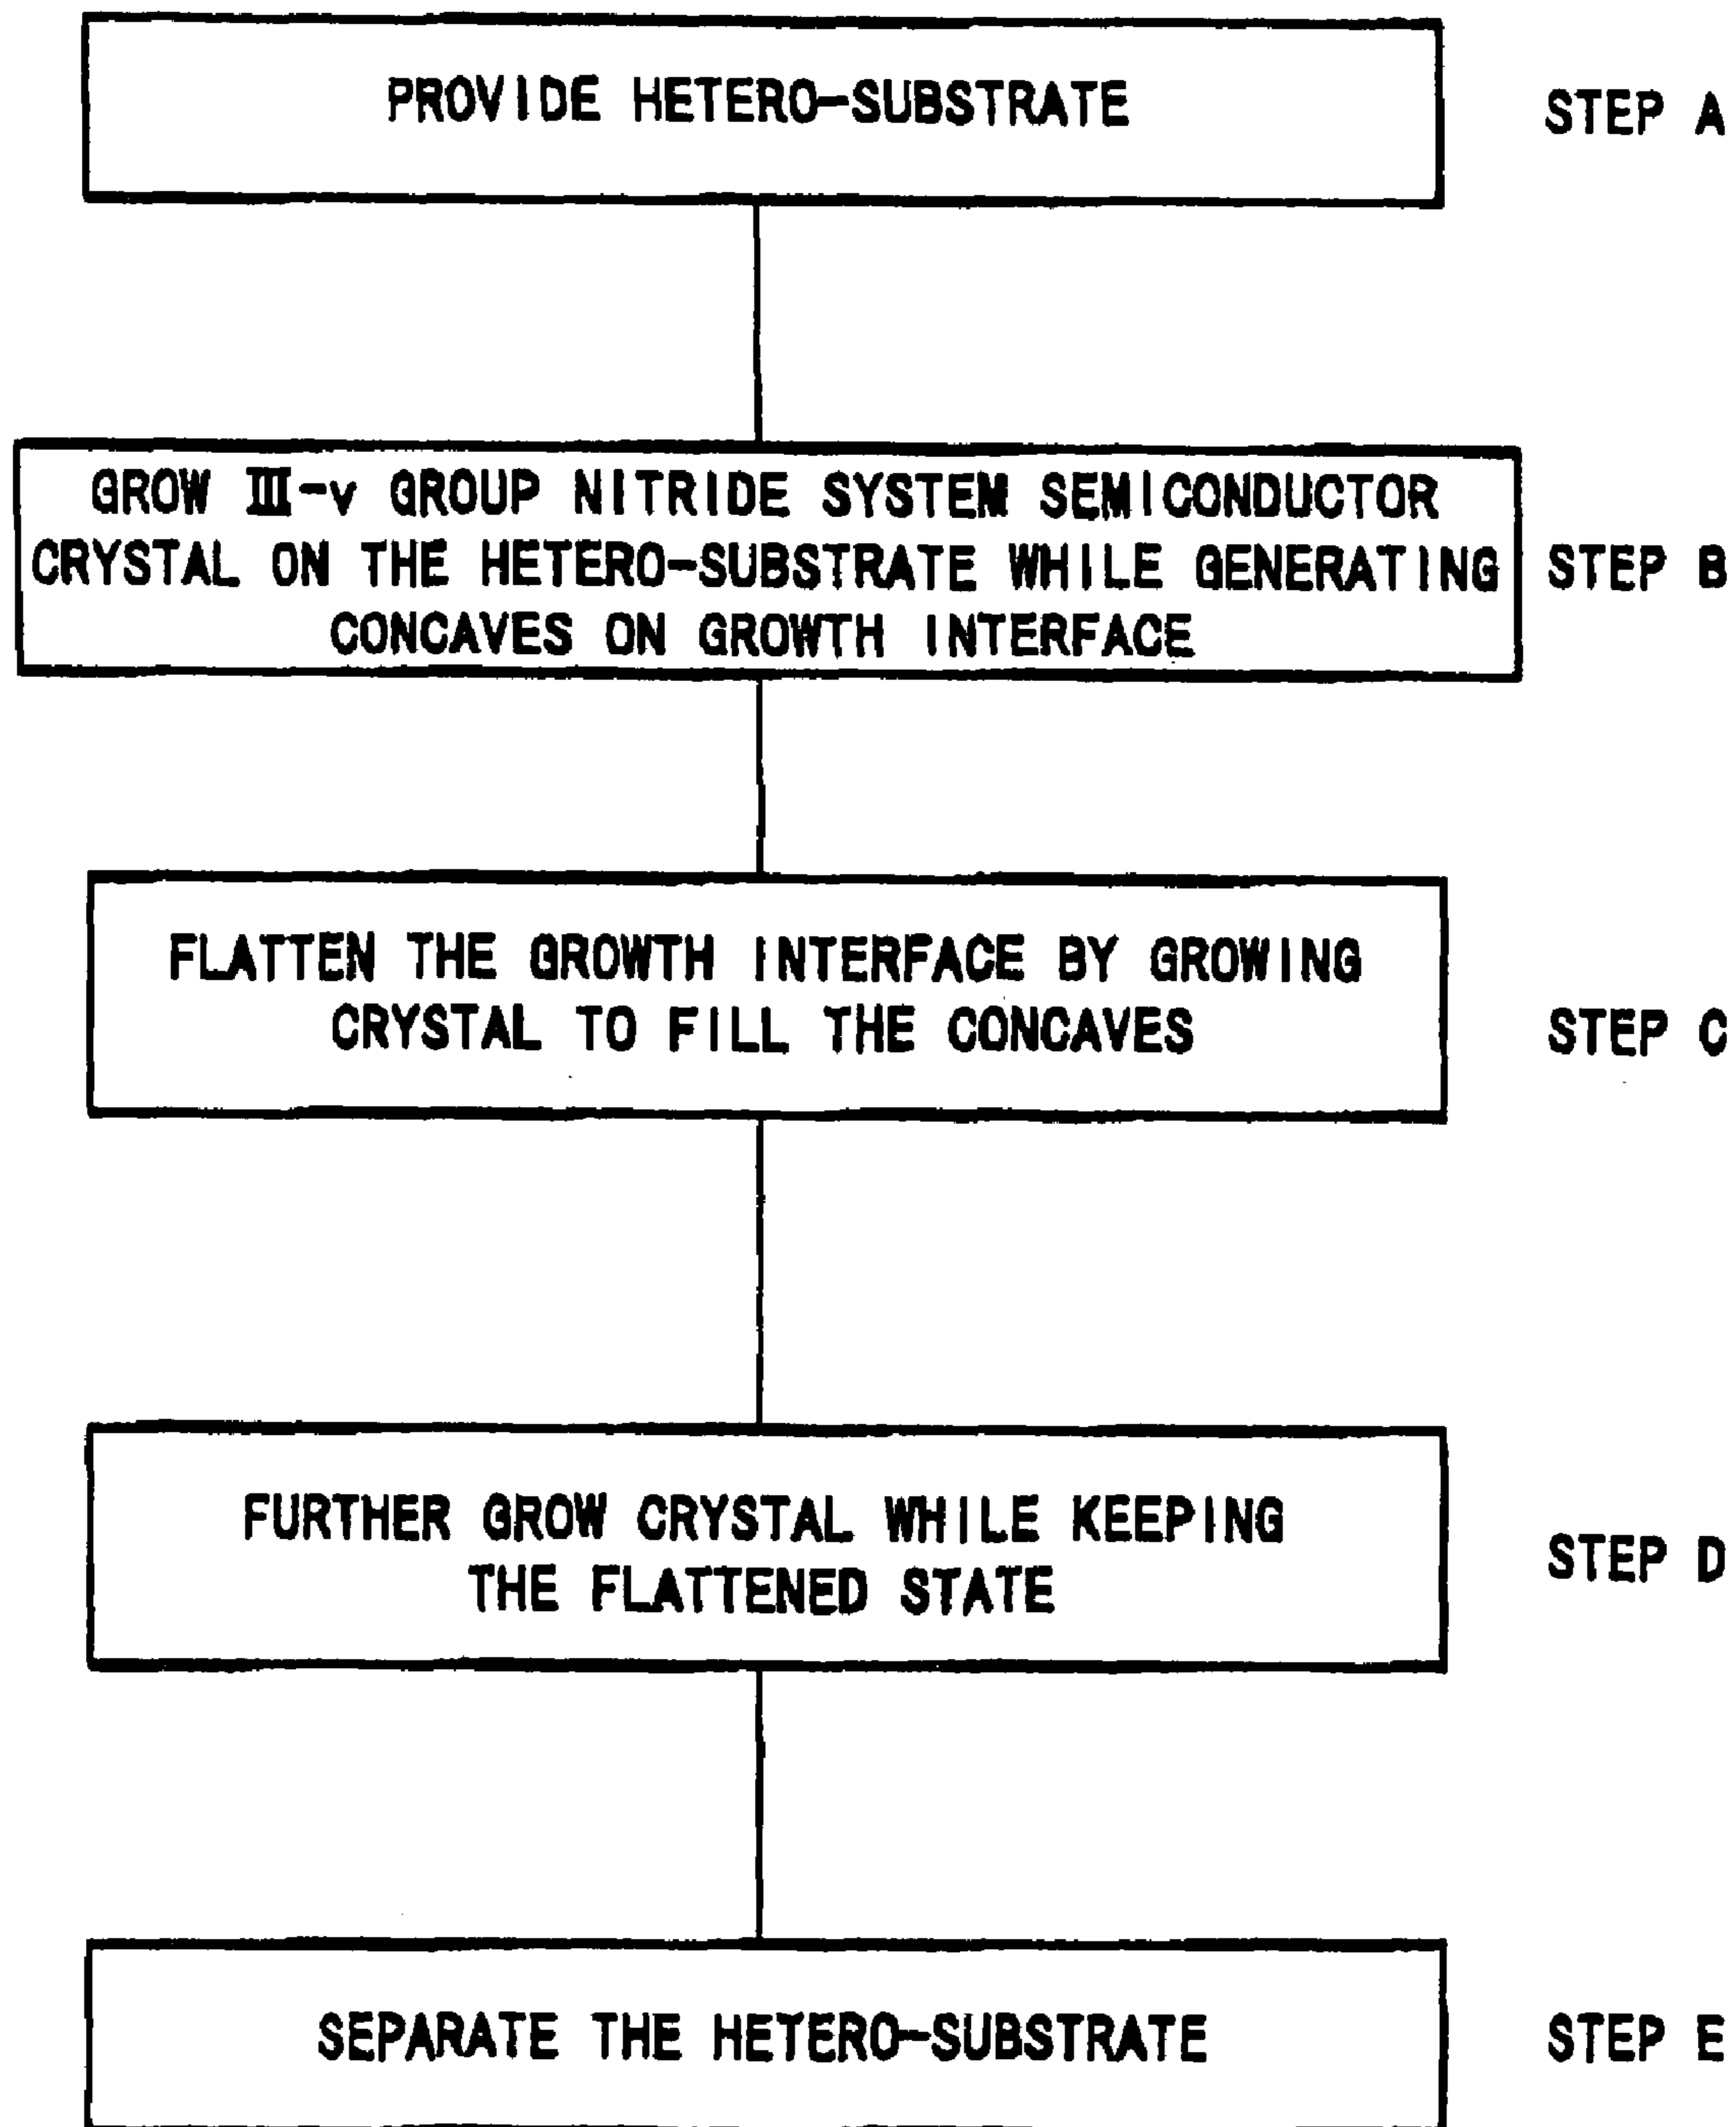 PROVIDE HETERO-SUBSTRATE
STEP A
GROW III-v GROUP NITRIDE SYSTEM SEMICONDUCTOR
CRYSTAL ON THE HETERO-SUBSTRATE WHILE GENERATING
CONCAVES ON GROWTH INTERFACE
STEP B
FLATTEN THE GROWTH INTERFACE BY GROWING
CRYSTAL TO FILL THE CONCAVES
STEP C
FURTHER GROW CRYSTAL WHILE KEEPING
THE FLATTENED STATE
STEP D
SEPARATE THE HETERO-SUBSTRATE
STEP E